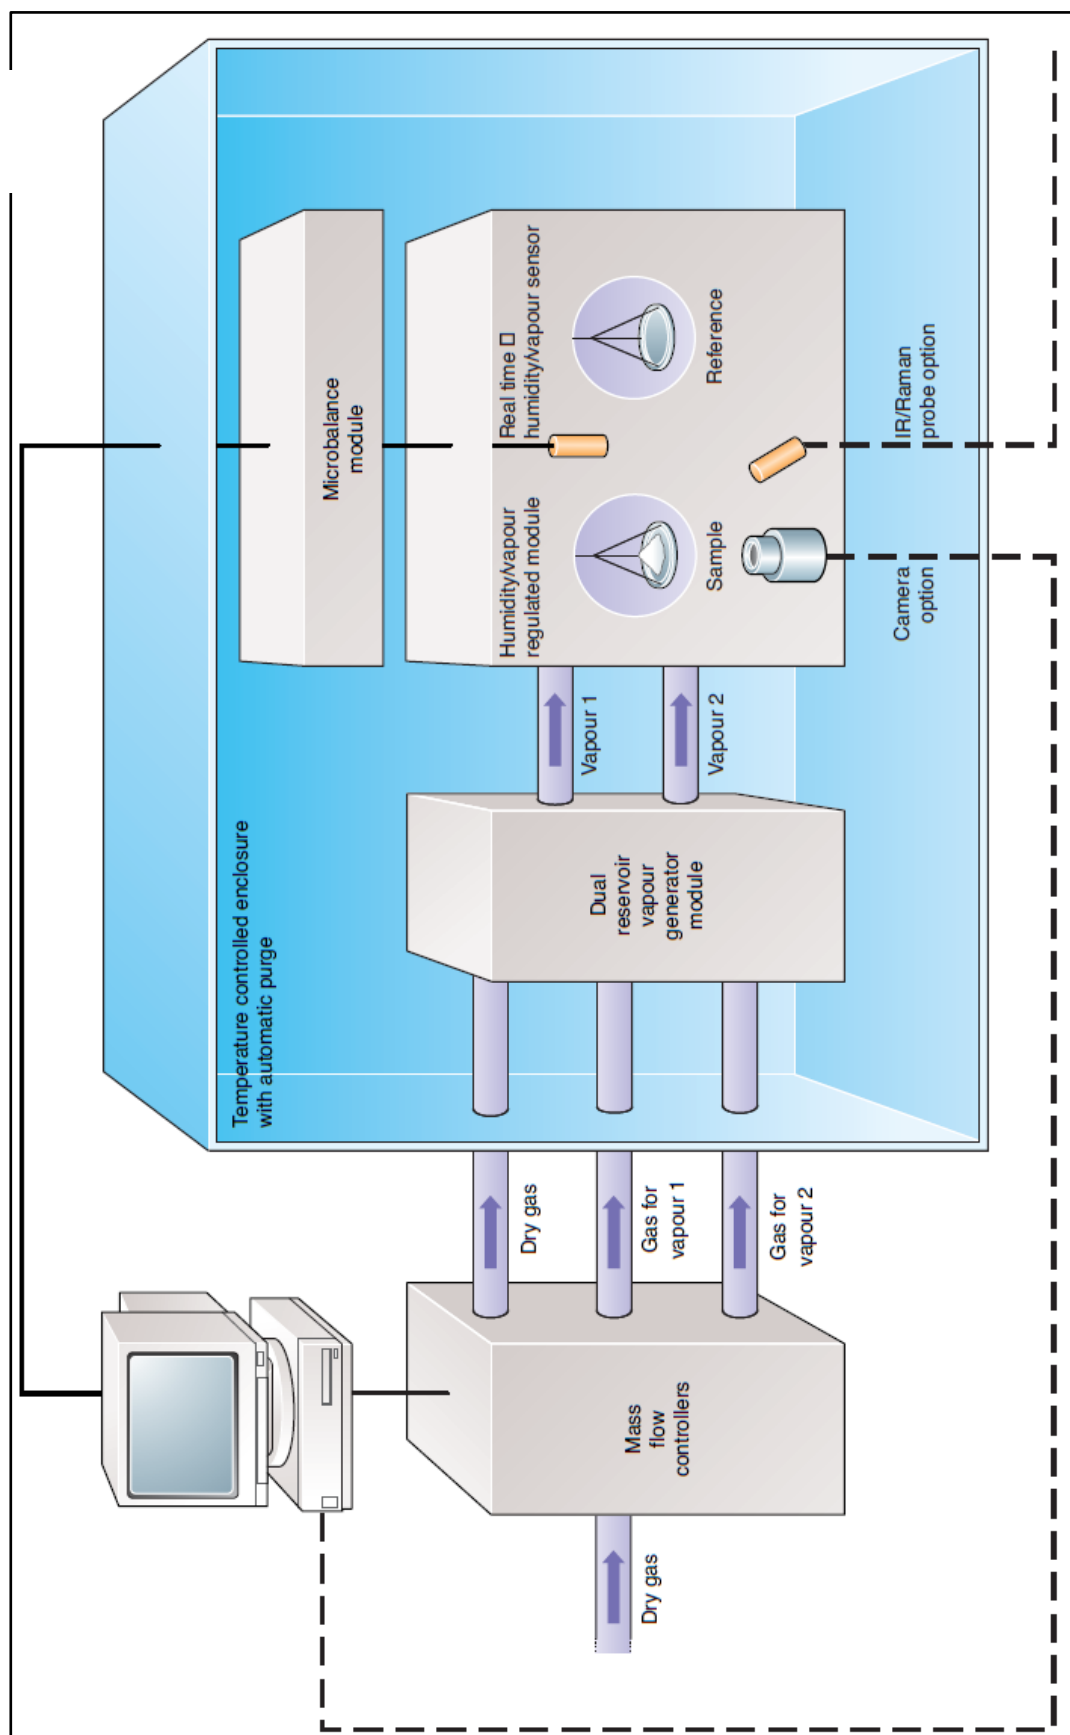 Temperature controlled enclosure
with automatic purge
Microbalance
module
Humidity/vapour
regulated module
Real time □
humidity/vapour sensor
Sample
Reference
Vapour 1
Vapour 2
Dual
reservoir
vapour
generator
module
Camera
option
IR/Raman
probe option
Dry gas
Gas for
vapour 1
Gas for
vapour 2
Mass
flow
controllers
Dry gas